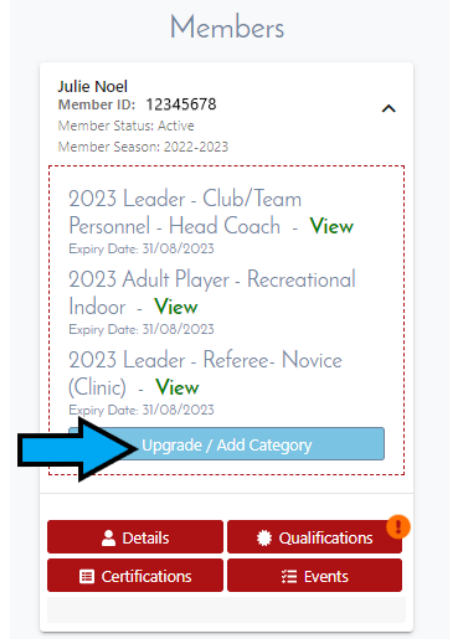 Members
Julie Noel
Member ID: 12345678
Member Status: Active
Member Season: 2022-2023
2023 Leader - Club/Team
Personnel - Head Coach - View
Expiry Date: 31/08/2023
2023 Adult Player - Recreational
Indoor - View
Expiry Date: 31/08/2023
2023 Leader - Referee- Novice
(Clinic) - View
Expiry Date: 31/08/2023
Upgrade / Add Category
Details
Qualifications
!
Certifications
Events